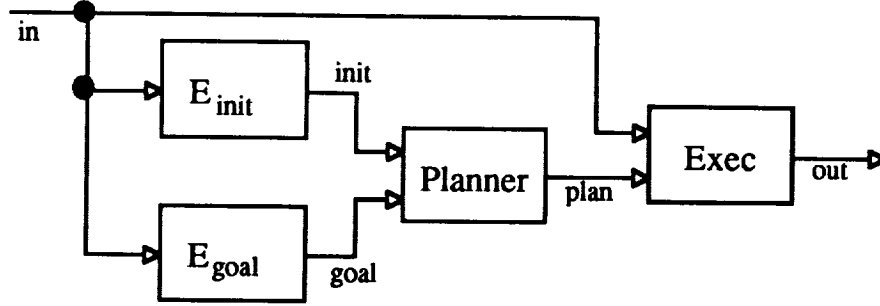 in
E init
init
Planner
Exec
plan
out
E goal
goal